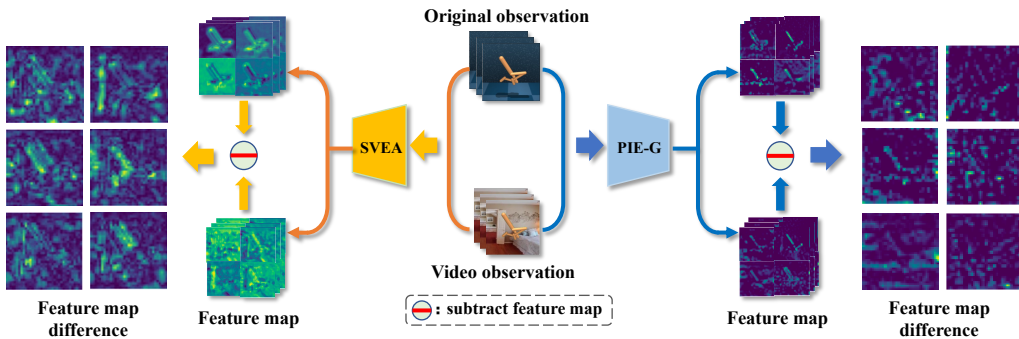 Original observation
SVEA
PIE-G
Video observation
Feature map
difference
Feature map
: subtract feature map
Feature map
Feature map
difference